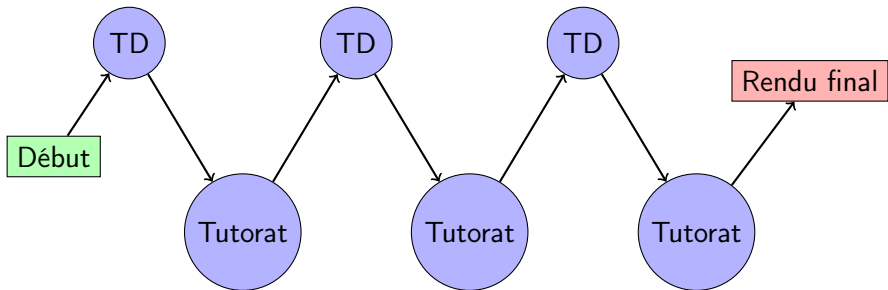 TD
TD
TD
Rendu final
Début
Tutorat
Tutorat
Tutorat